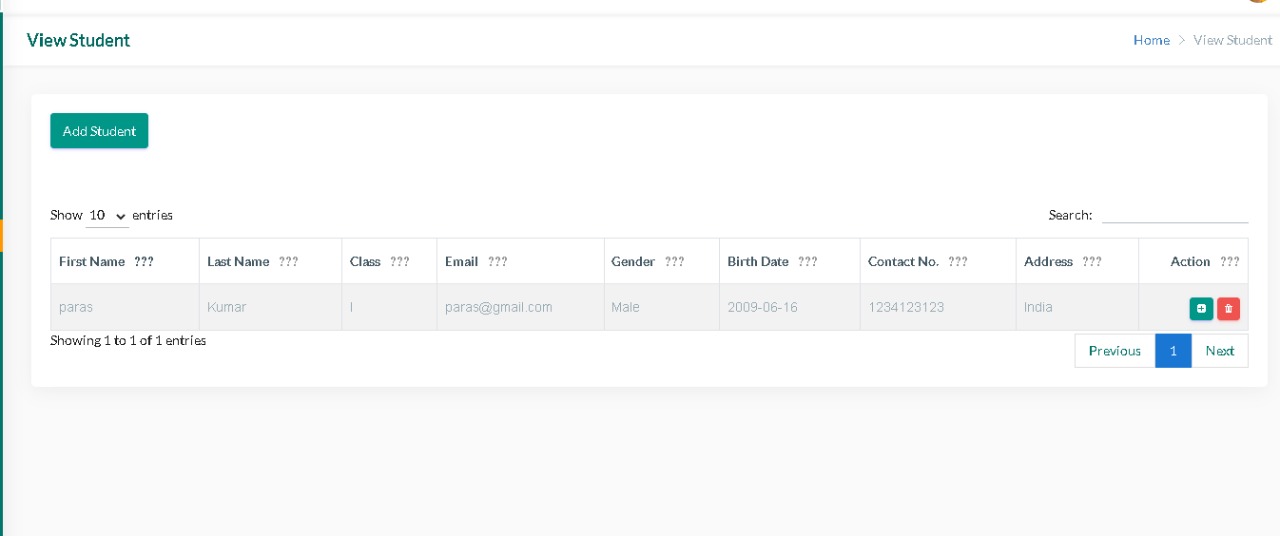 View Student
Home > View Student
Add Student
Show 10 entries
Search:
First Name ??? Last Name ??? Class ??? Email ??? Gender ??? Birth Date ??? Contact No. ??? Address ??? Action ???
paras Kumar I paras@gmail.com Male 2009-06-16 1234123123 India
Showing 1 to 1 of 1 entries
Previous 1 Next